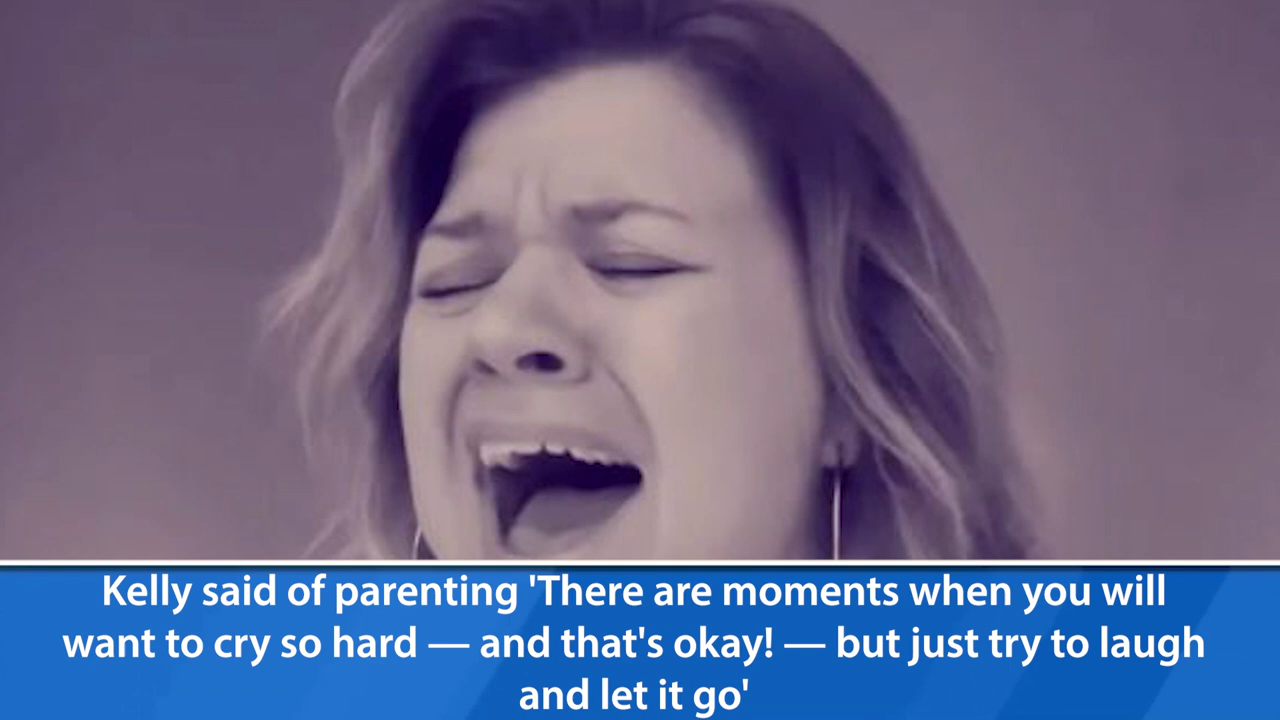 Kelly said of parenting 'There are moments when you will
want to cry so hard — and that's okay! — but just try to laugh
and let it go'